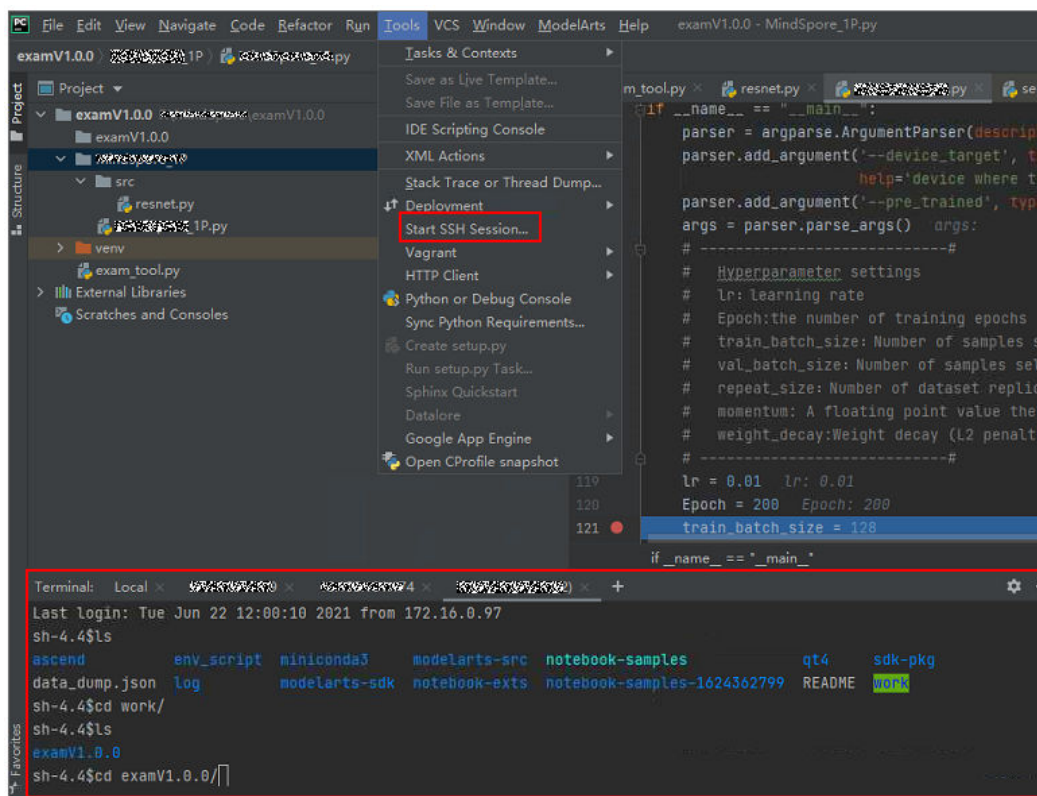 PC File Edit View Navigate Code Refactor Run Tools VCS Window ModelArts Help examV1.0.0 - MindSpore_1P.py
examV1.0.0 _1P .py
Project
Project
Structure
Favorites
examV1.0.0 examV1.0.0
examV1.0.0
src
resnet.py
_1P.py
venv
exam_tool.py
External Libraries
Scratches and Consoles
Tasks & Contexts
Save as Live Template...
Save File as Template...
IDE Scripting Console
XML Actions
Stack Trace or Thread Dump...
Deployment
Start SSH Session...
Vagrant
HTTP Client
Python or Debug Console
Sync Python Requirements...
Create setup.py
Run setup.py Task...
Sphinx Quickstart
Datalore
Google App Engine
Open CProfile snapshot
m_tool.py resnet.py .py se
if __name__ == "__main__":
parser = argparse.ArgumentParser(descrip
parser.add_argument('--device_target', t
help='device where t
parser.add_argument('--pre_trained', typ
args = parser.parse_args() args:
# ---------------------------#
# Hyperparameter settings
# lr: learning rate
# Epoch:the number of training epochs
# train_batch_size: Number of samples s
# val_batch_size: Number of samples sel
# repeat_size: Number of dataset replic
# momentum: A floating point value the
# weight_decay:Weight decay (L2 penalt
# ---------------------------#
119 lr = 0.01 lr: 0.01
120 Epoch = 200 Epoch: 200
121 train_batch_size = 128
if __name__ == "__main__"
Terminal: Local 9 74 ) +
Last login: Tue Jun 22 12:00:10 2021 from 172.16.0.97
sh-4.4$ls
ascend env_script miniconda3 modelarts-src notebook-samples qt4 sdk-pkg
data_dump.json log modelarts-sdk notebook-exts notebook-samples-1624362799 README work
sh-4.4$cd work/
sh-4.4$ls
examV1.0.0
sh-4.4$cd examV1.0.0/